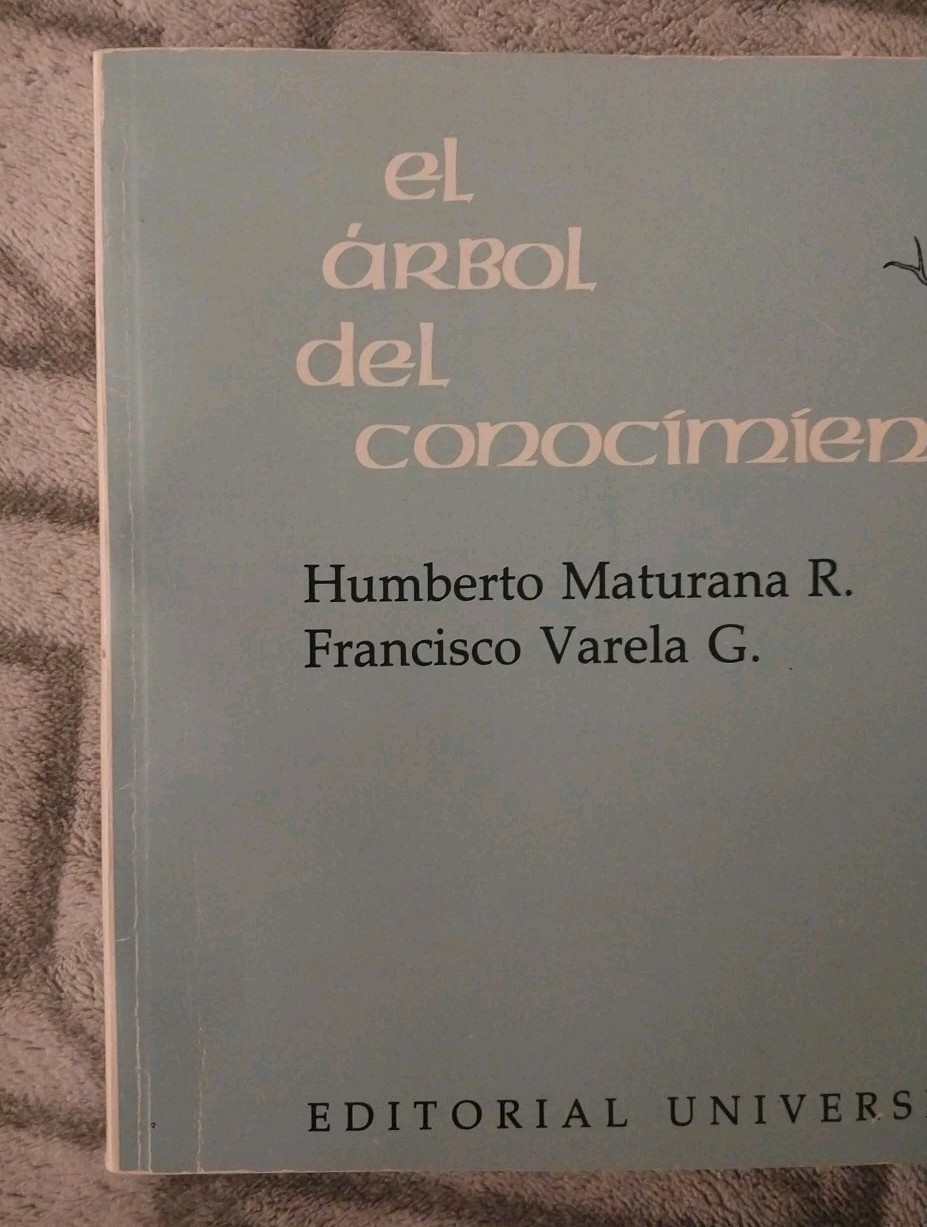 el
árbol
del
conocimien
Humberto Maturana R.
Francisco Varela G.
EDITORIAL UNIVERS